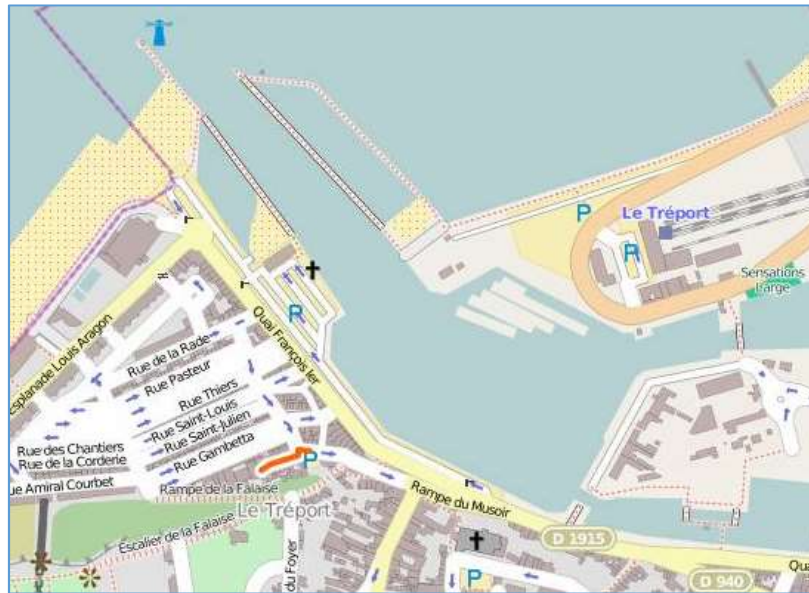 P
Le Tréport
P
P
Sensations
Large
P
Quai François Ier
Esplanade Louis Aragon
Rue de la Rade
Rue Pasteur
Rue Thiers
Rue Saint-Louis
Rue Saint-Julien
Rue Gambetta
Rue des Chantiers
Rue de la Corderie
ue Amiral Courbet
P
Rampe de la Falaise
Rampe du Musoir
Le Tréport
Escalier de la Falaise
du Foyer
D 1915
Qua
P
D 940